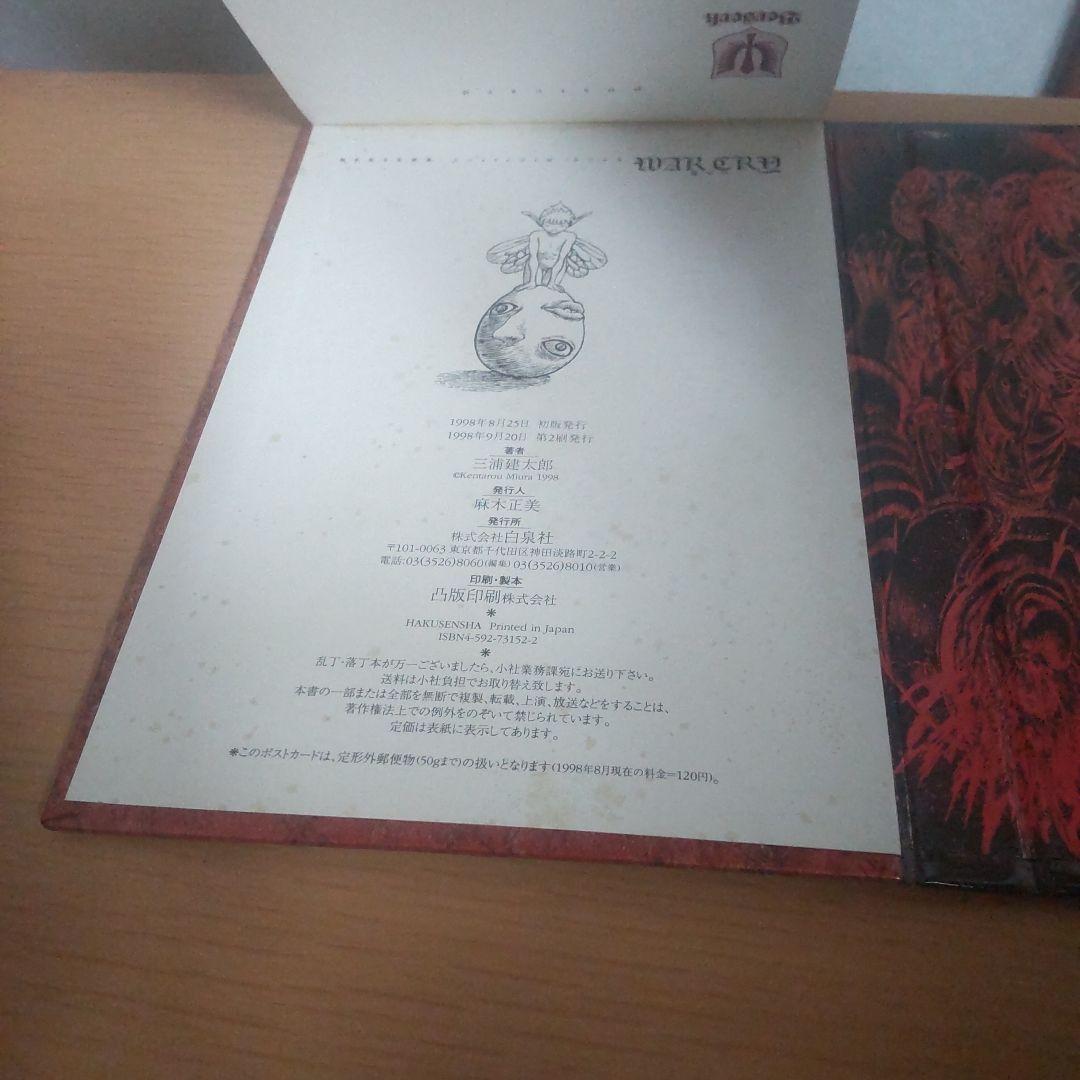 Berserk
WAR CRY
1998年8月25日 初版発行
1998年9月20日 第2刷発行
著者
三浦建太郎
©Kentarou Miura 1998
発行人
麻木正美
発行所
株式会社白泉社
〒101-0063 東京都千代田区神田淡路町2-2-2
電話:03(3526)8060(編集) 03(3526)8010(営業)
印刷・製本
凸版印刷株式会社
＊
HAKUSENSHA Printed in Japan
ISBN4-592-73152-2
＊
乱丁・落丁本が万一ございましたら、小社業務課宛にお送り下さい。
送料は小社負担でお取り替え致します。
本書の一部または全部を無断で複製、転載、上演、放送などをすることは、
著作権法上での例外をのぞいて禁じられています。
定価は表紙に表示してあります。
＊このポストカードは、定形外郵便物(50gまで)の扱いとなります(1998年8月現在の料金=120円)。